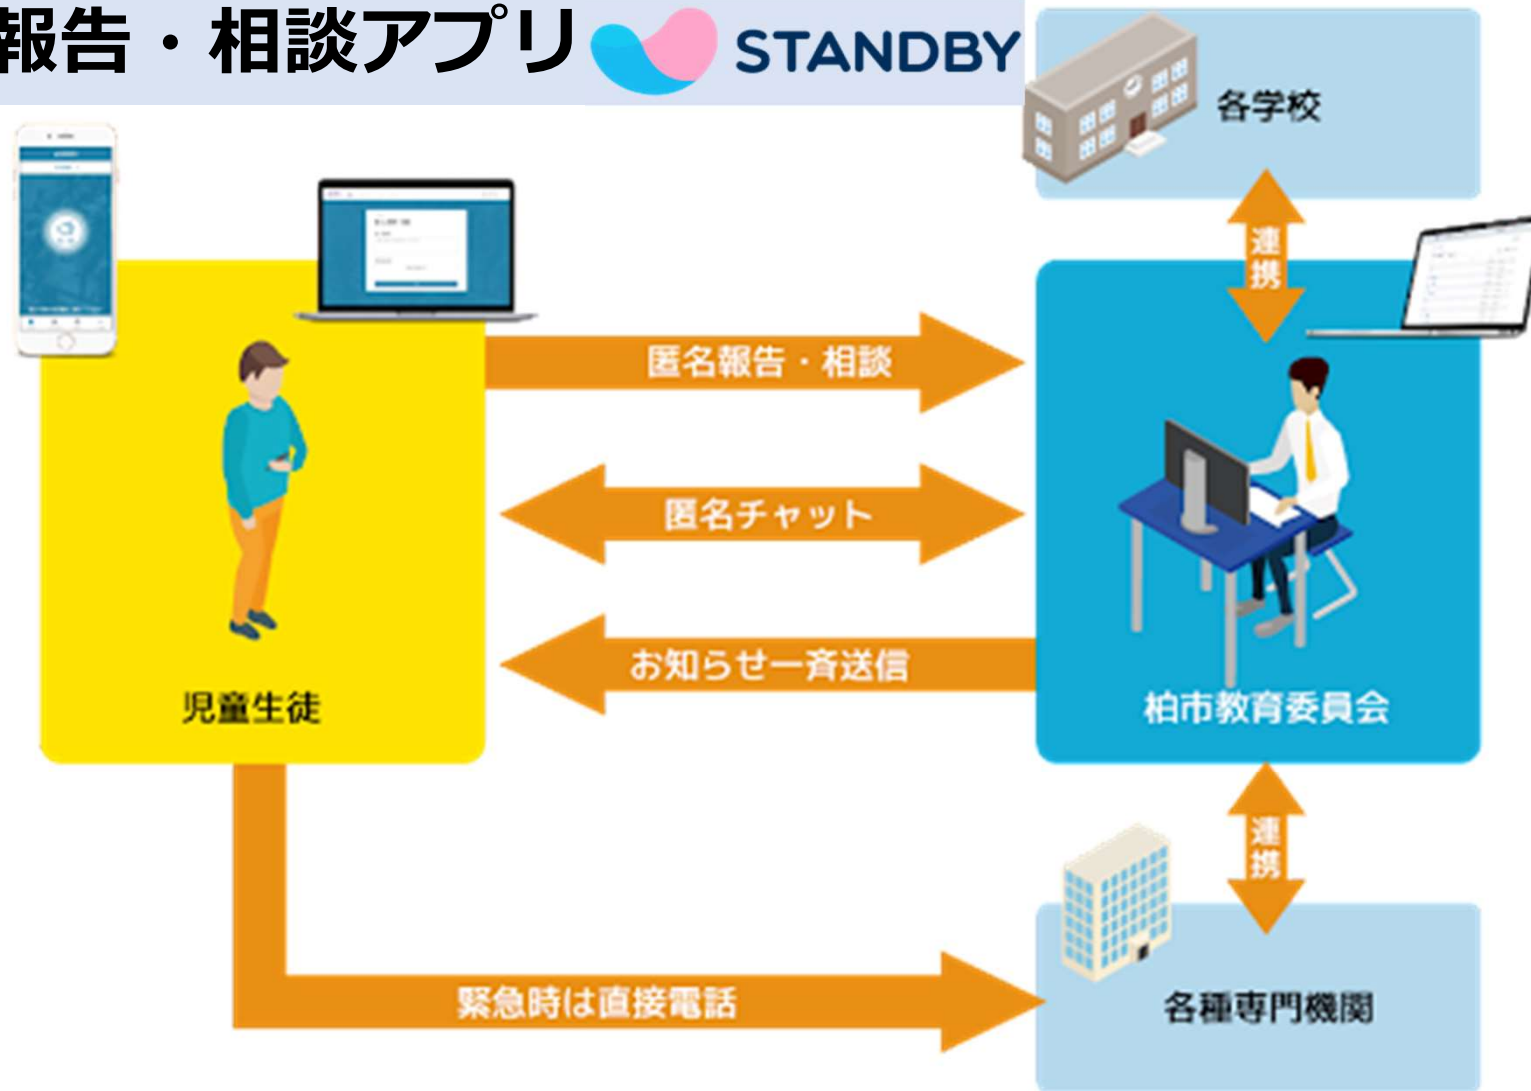 報告・相談アプリ STANDBY
各学校
連携
匿名報告・相談
匿名チャット
お知らせ一斉送信
児童生徒
柏市教育委員会
連携
緊急時は直接電話
各種専門機関